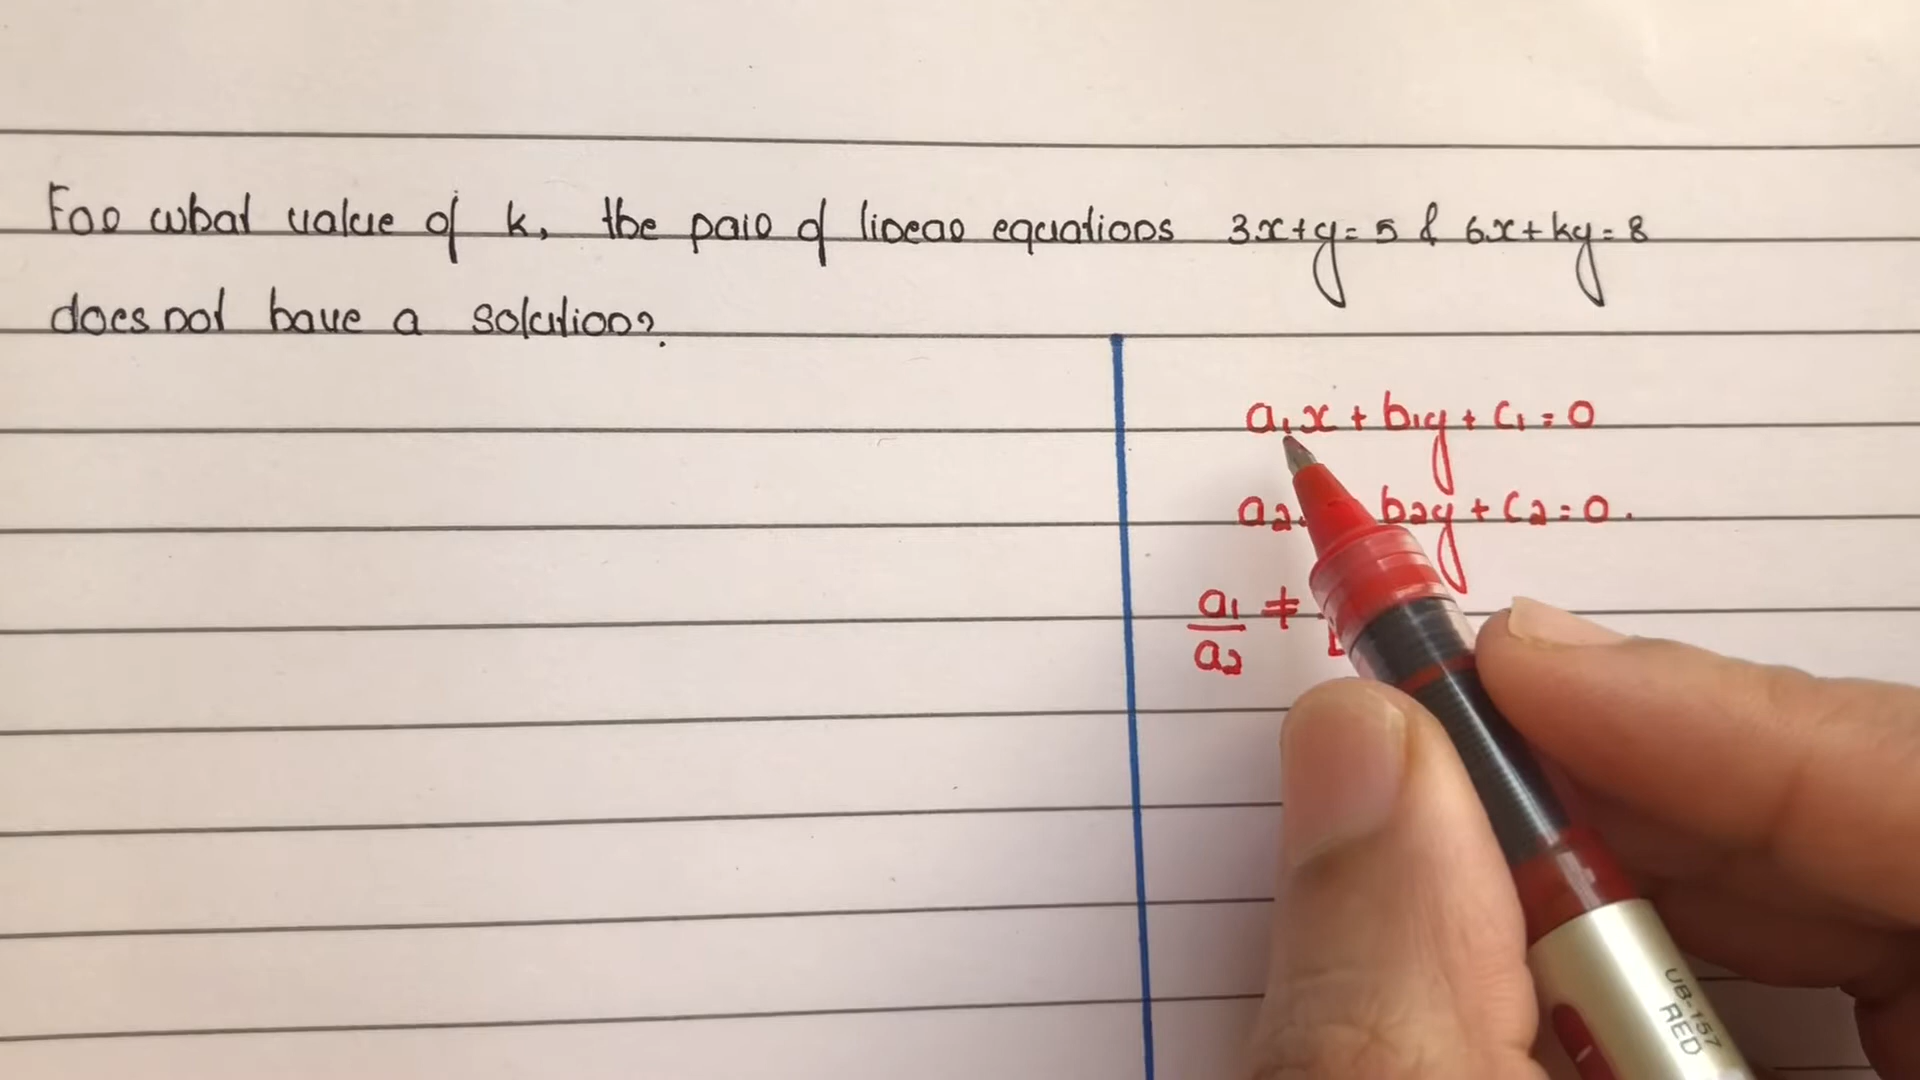 For what value of k, the pair of linear equations 3x+y=5 & 6x+ky=8
does not have a solution?
a₁x + b₁y + c₁ = 0
a₂ b₂y + c₂ = 0.
a₁/a₂ ≠
UB-157
RED